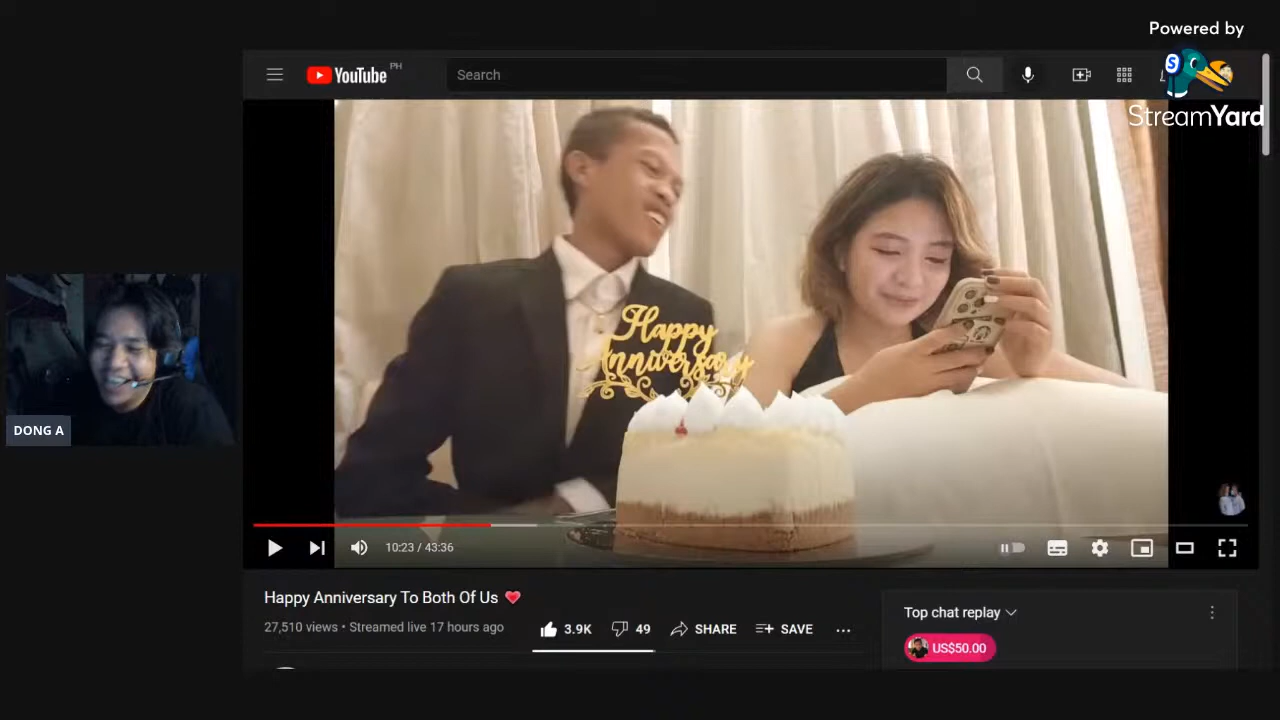 Powered by
StreamYard
YouTube PH
Search
Happy
Anniversary
DONG A
10:23 / 43:36
Happy Anniversary To Both Of Us
27,510 views • Streamed live 17 hours ago
3.9K
49
SHARE
SAVE
Top chat replay
US$50.00